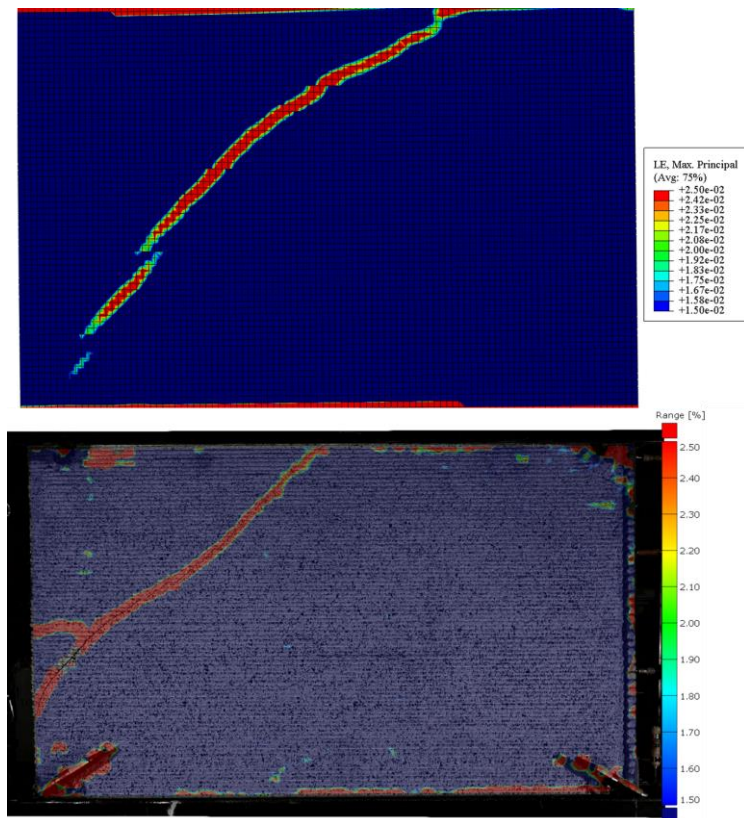 LE, Max. Principal
(Avg: 75%)
+2.50e-02
+2.42e-02
+2.33e-02
+2.25e-02
+2.17e-02
+2.08e-02
+2.00e-02
+1.92e-02
+1.83e-02
+1.75e-02
+1.67e-02
+1.58e-02
+1.50e-02
Range [%]
2.50
2.40
2.30
2.20
2.10
2.00
1.90
1.80
1.70
1.60
1.50